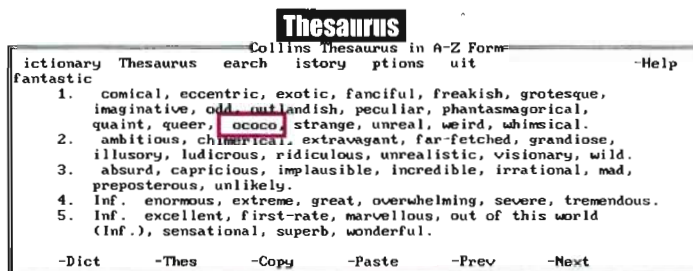 Thesaurus
Collins Thesaurus in A-Z Form
ictionary Thesaurus earch istory ptions uit -Help
fantastic
1. comical, eccentric, exotic, fanciful, freakish, grotesque,
imaginative, odd, outlandish, peculiar, phantasmagorical,
quaint, queer, ococo, strange, unreal, weird, whimsical.
2. ambitious, chimerical, extravagant, far-fetched, grandiose,
illusory, ludicrous, ridiculous, unrealistic, visionary, wild.
3. absurd, capricious, implausible, incredible, irrational, mad,
preposterous, unlikely.
4. Inf. enormous, extreme, great, overwhelming, severe, tremendous.
5. Inf. excellent, first-rate, marvellous, out of this world
(Inf.), sensational, superb, wonderful.
-Dict -Thes -Copy -Paste -Prev -Next